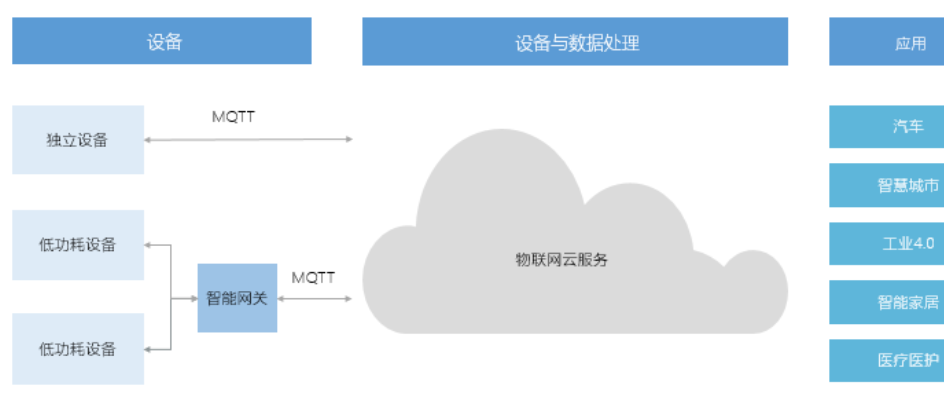 设备
设备与数据处理
应用
MQTT
独立设备
汽车
智慧城市
低功耗设备
工业4.0
物联网云服务
MQTT
智能网关
智能家居
低功耗设备
医疗医护